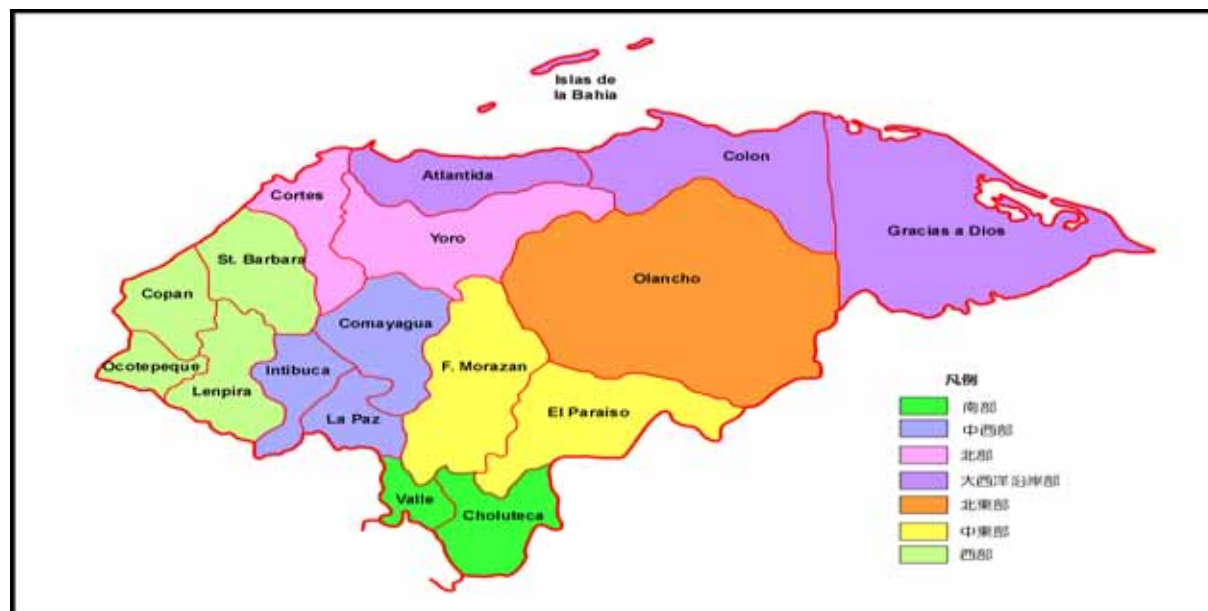 Islas de
la Bahia
Colon
Atlantida
Cortes
Gracias a Dios
Yoro
St. Barbara
Olancho
Copan
Comayagua
Ocotepeque
Intibuca
F. Morazan
Lenpira
El Paraiso
La Paz
Valle
Choluteca
凡例
南部
中西部
北部
大西洋沿岸部
北東部
中東部
西部